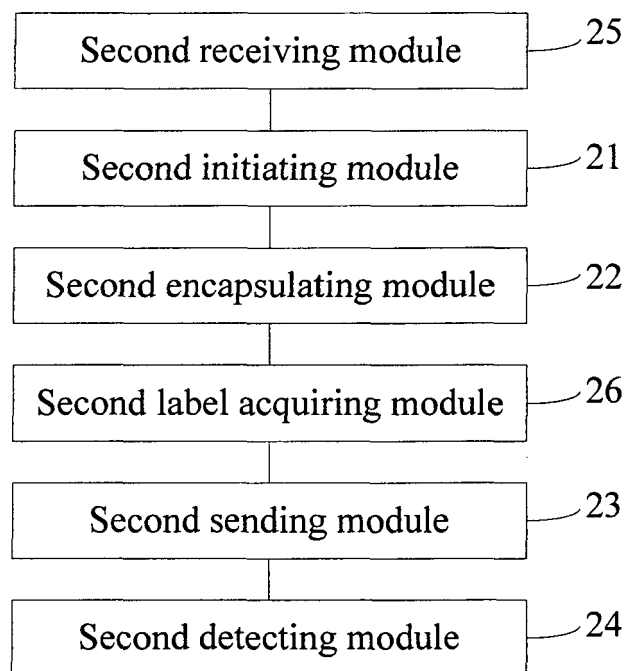 Second receiving module 25
Second initiating module 21
Second encapsulating module 22
Second label acquiring module 26
Second sending module 23
Second detecting module 24